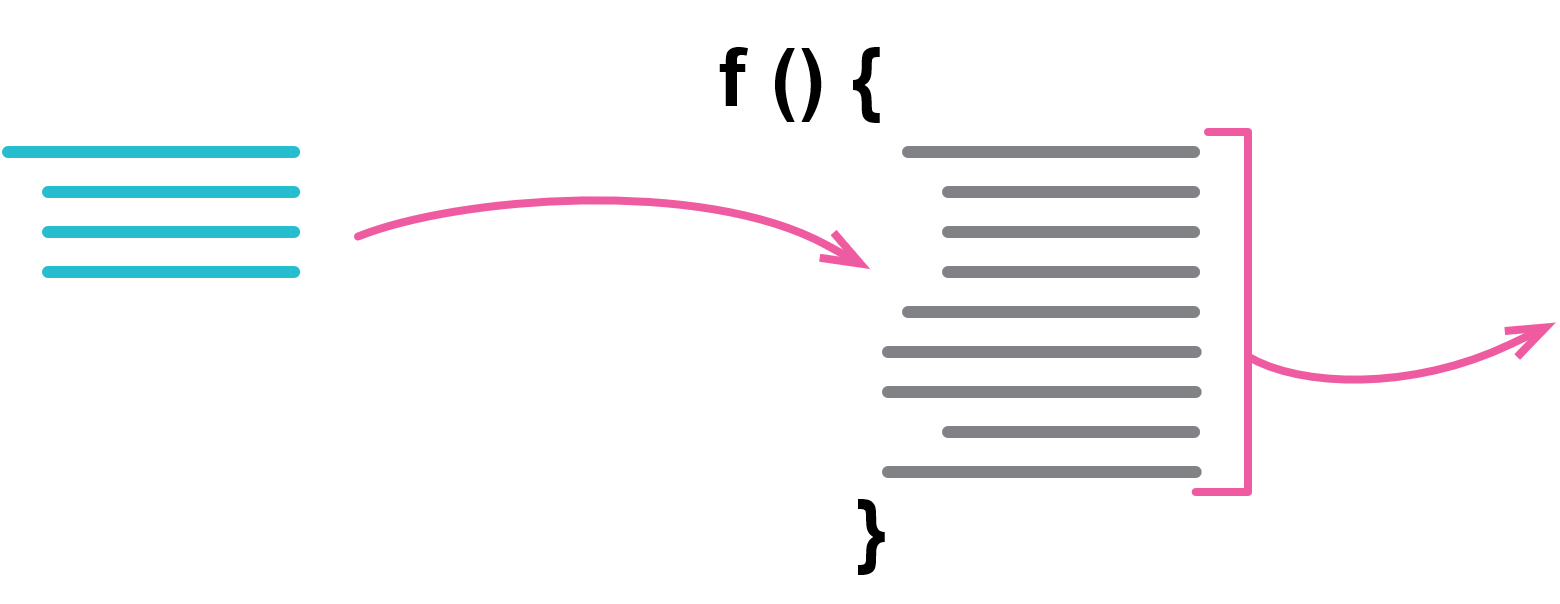 f () {
}